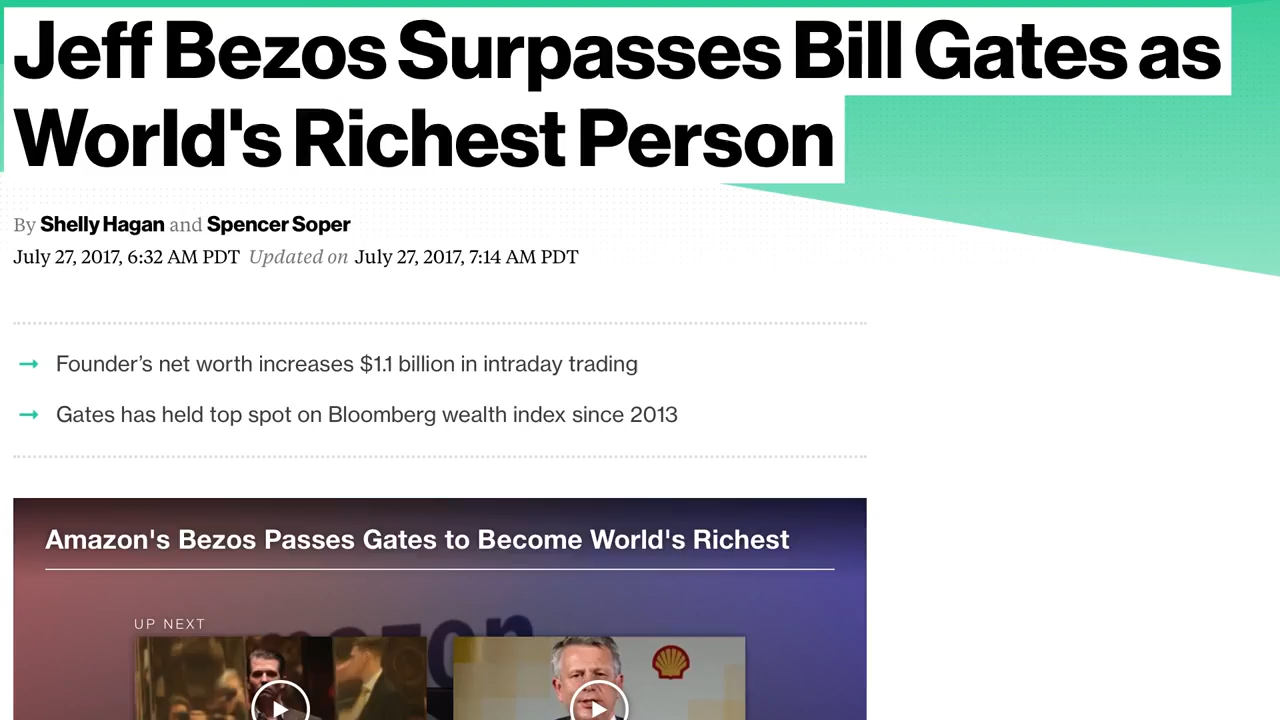 Jeff Bezos Surpasses Bill Gates as
World's Richest Person
By Shelly Hagan and Spencer Soper
July 27, 2017, 6:32 AM PDT Updated on July 27, 2017, 7:14 AM PDT
→ Founder’s net worth increases $1.1 billion in intraday trading
→ Gates has held top spot on Bloomberg wealth index since 2013
Amazon's Bezos Passes Gates to Become World's Richest
UP NEXT